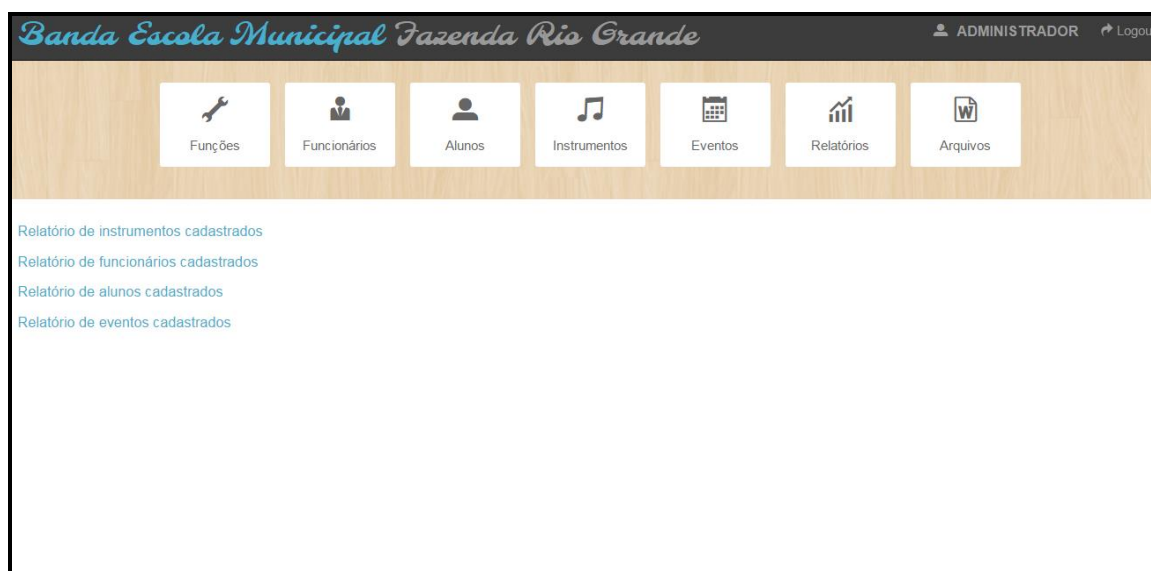 Banda Escola Municipal Fazenda Rio Grande
ADMINISTRADOR Logou
Funções Funcionários Alunos Instrumentos Eventos Relatórios Arquivos
Relatório de instrumentos cadastrados
Relatório de funcionários cadastrados
Relatório de alunos cadastrados
Relatório de eventos cadastrados